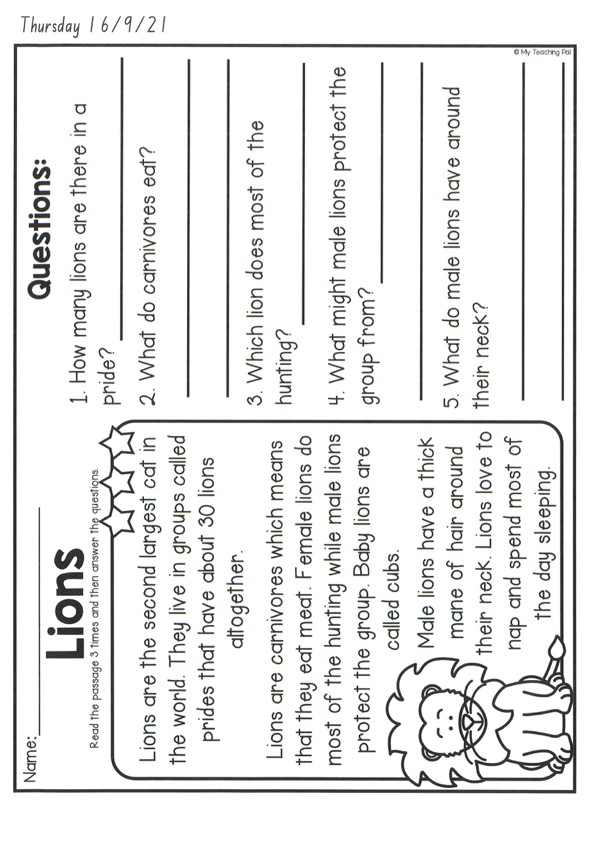 Thursday 16/9/21
Name:
Lions
Read the passage 3 times and then answer the questions.
Lions are the second largest cat in
the world. They live in groups called
prides that have about 30 lions
altogether.
Lions are carnivores which means
that they eat meat. Female lions do
most of the hunting while male lions
protect the group. Baby lions are
called cubs.
Male lions have a thick
mane of hair around
their neck. Lions love to
nap and spend most of
the day sleeping.
Questions:
1. How many lions are there in a
pride?
2. What do carnivores eat?
3. Which lion does most of the
hunting?
4. What might male lions protect the
group from?
5. What do male lions have around
their neck?
© My Teaching Pal